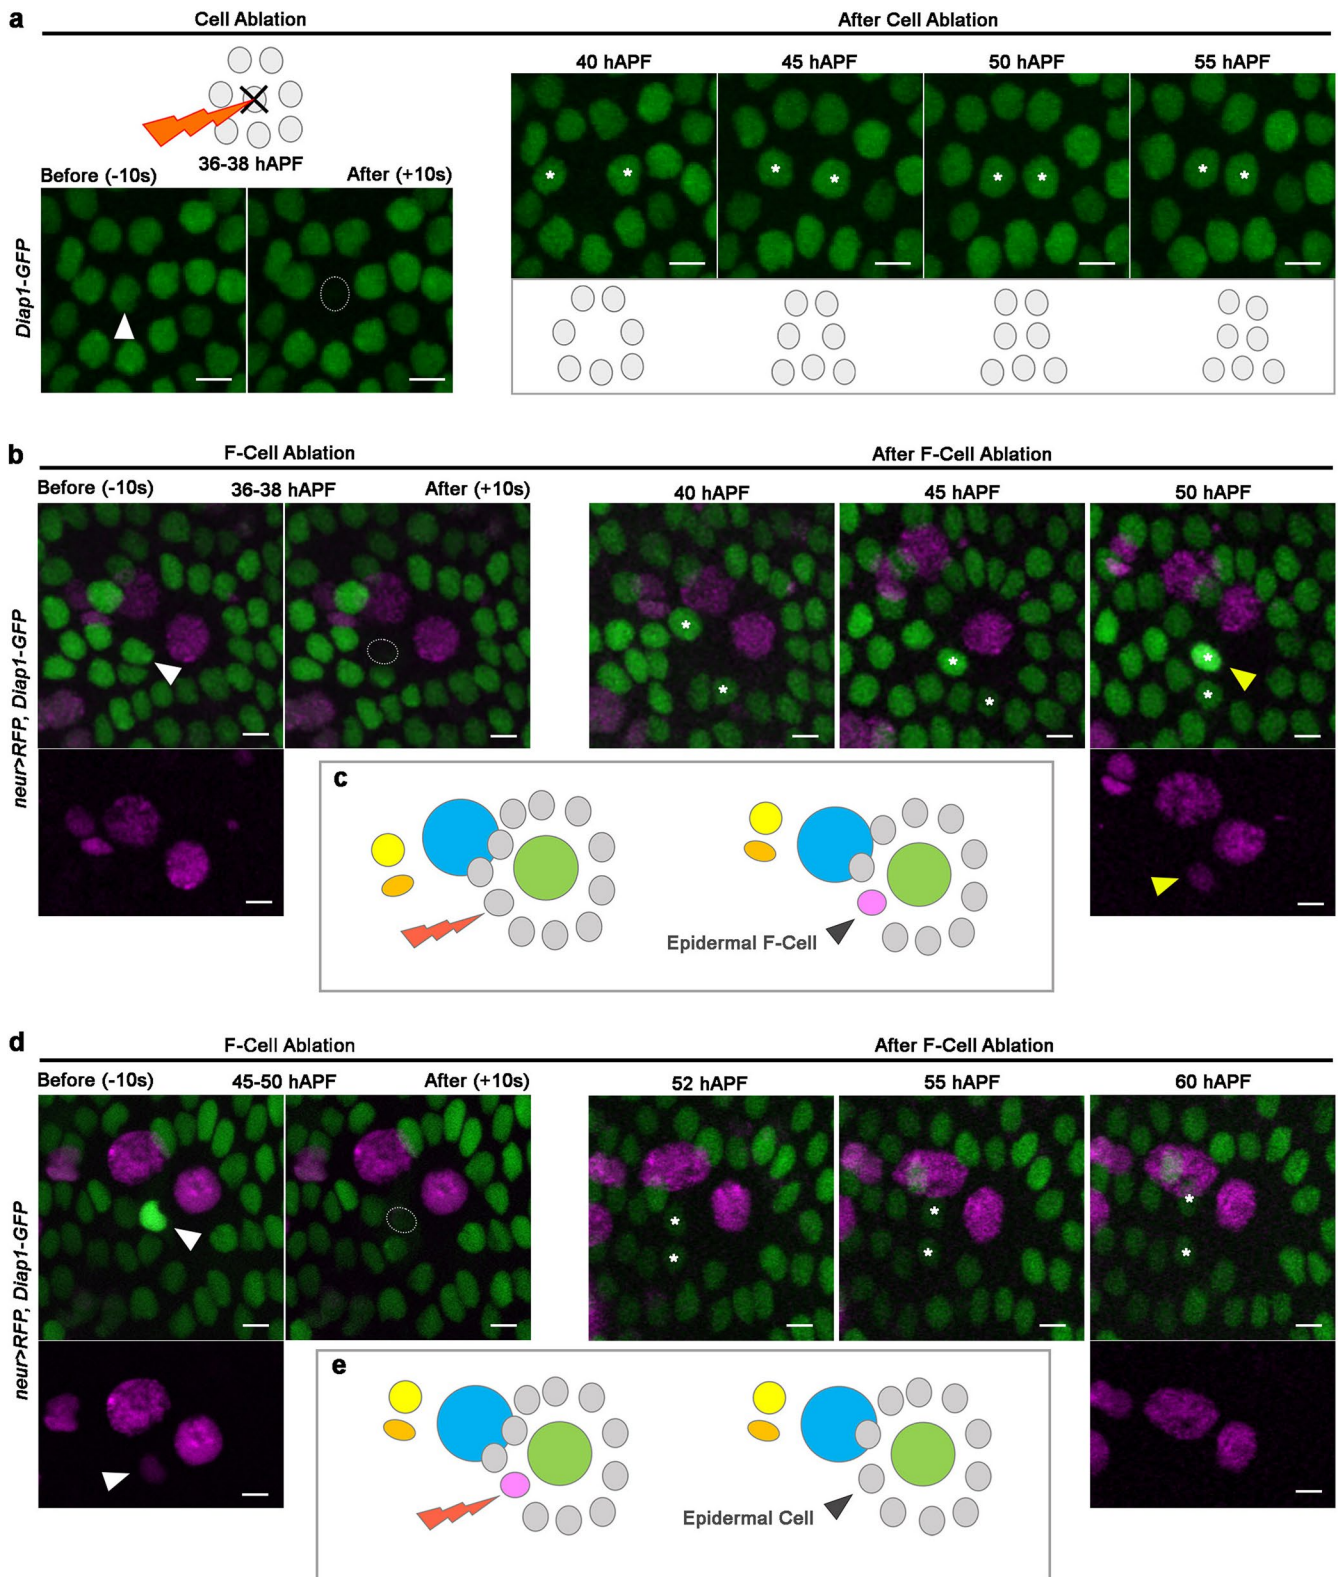 a
Cell Ablation
After Cell Ablation
40 hAPF
45 hAPF
50 hAPF
55 hAPF
36-38 hAPF
Before (-10s)
After (+10s)
Diap1-GFP
* *
* *
* *
* *
b
F-Cell Ablation
After F-Cell Ablation
Before (-10s)
36-38 hAPF
After (+10s)
40 hAPF
45 hAPF
50 hAPF
neur>RFP, Diap1-GFP
*
*
*
*
*
*
c
Epidermal F-Cell
d
F-Cell Ablation
After F-Cell Ablation
Before (-10s)
45-50 hAPF
After (+10s)
52 hAPF
55 hAPF
60 hAPF
neur>RFP, Diap1-GFP
*
*
*
*
*
*
e
Epidermal Cell